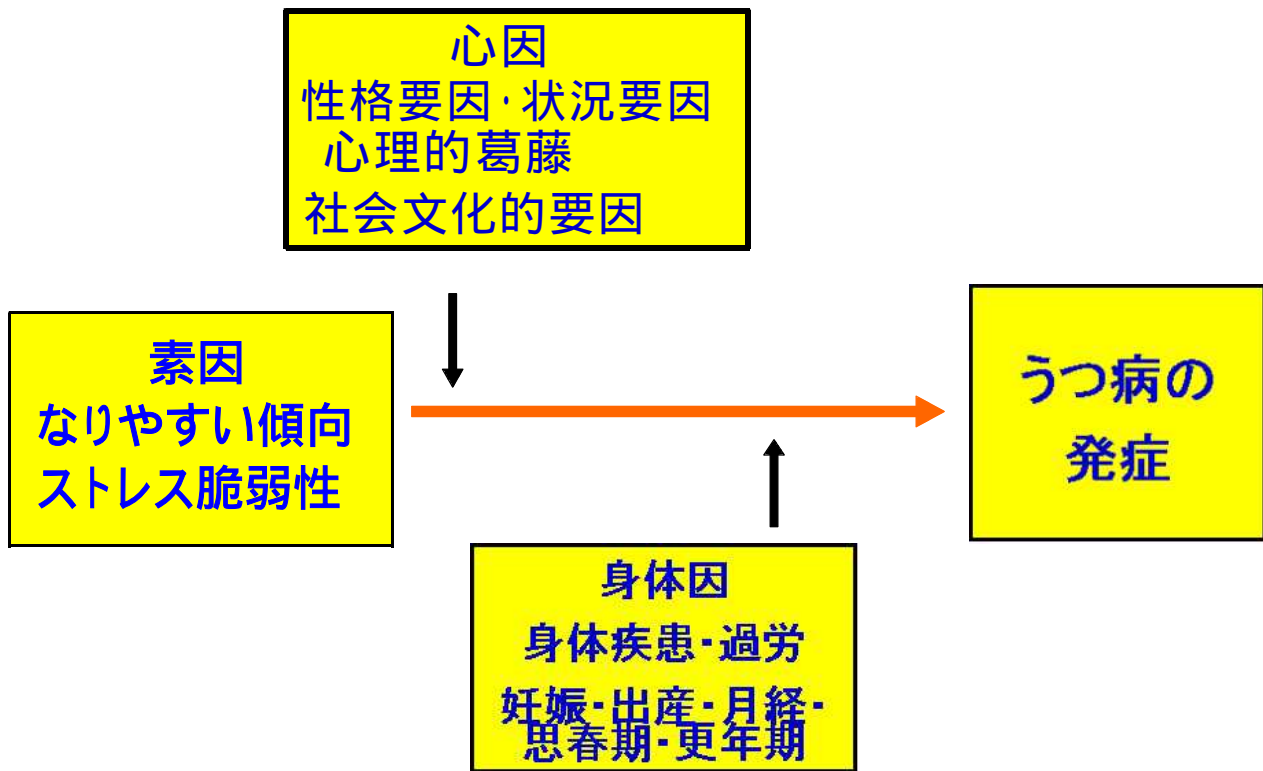 心因
性格要因・状況要因
心理的葛藤
社会文化的要因
素因
なりやすい傾向
ストレス脆弱性
うつ病の
発症
身体因
身体疾患・過労
妊娠・出産・月経・
思春期・更年期